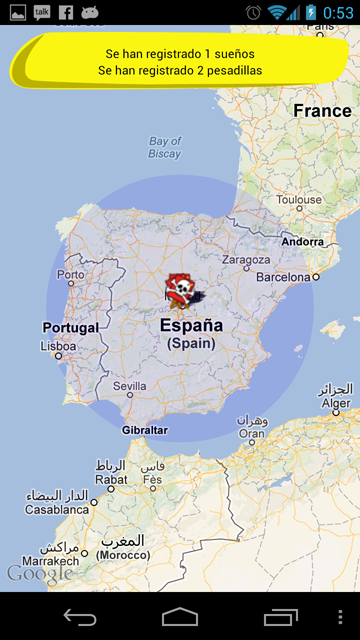 talk
0:53
Se han registrado 1 sueños
Se han registrado 2 pesadillas
Paris
France
Bay of
Biscay
Toulouse
Andorra
Zaragoza
Barcelona
Porto
España
(Spain)
Portugal
Lisboa
Sevilla
Gibraltar
الجزائر
Alger
وهران
Oran
الرباط
Rabat
فاس
Fès
الدار البيضاء
Casablanca
مراكش
Marrakech
المغرب
(Morocco)
Google